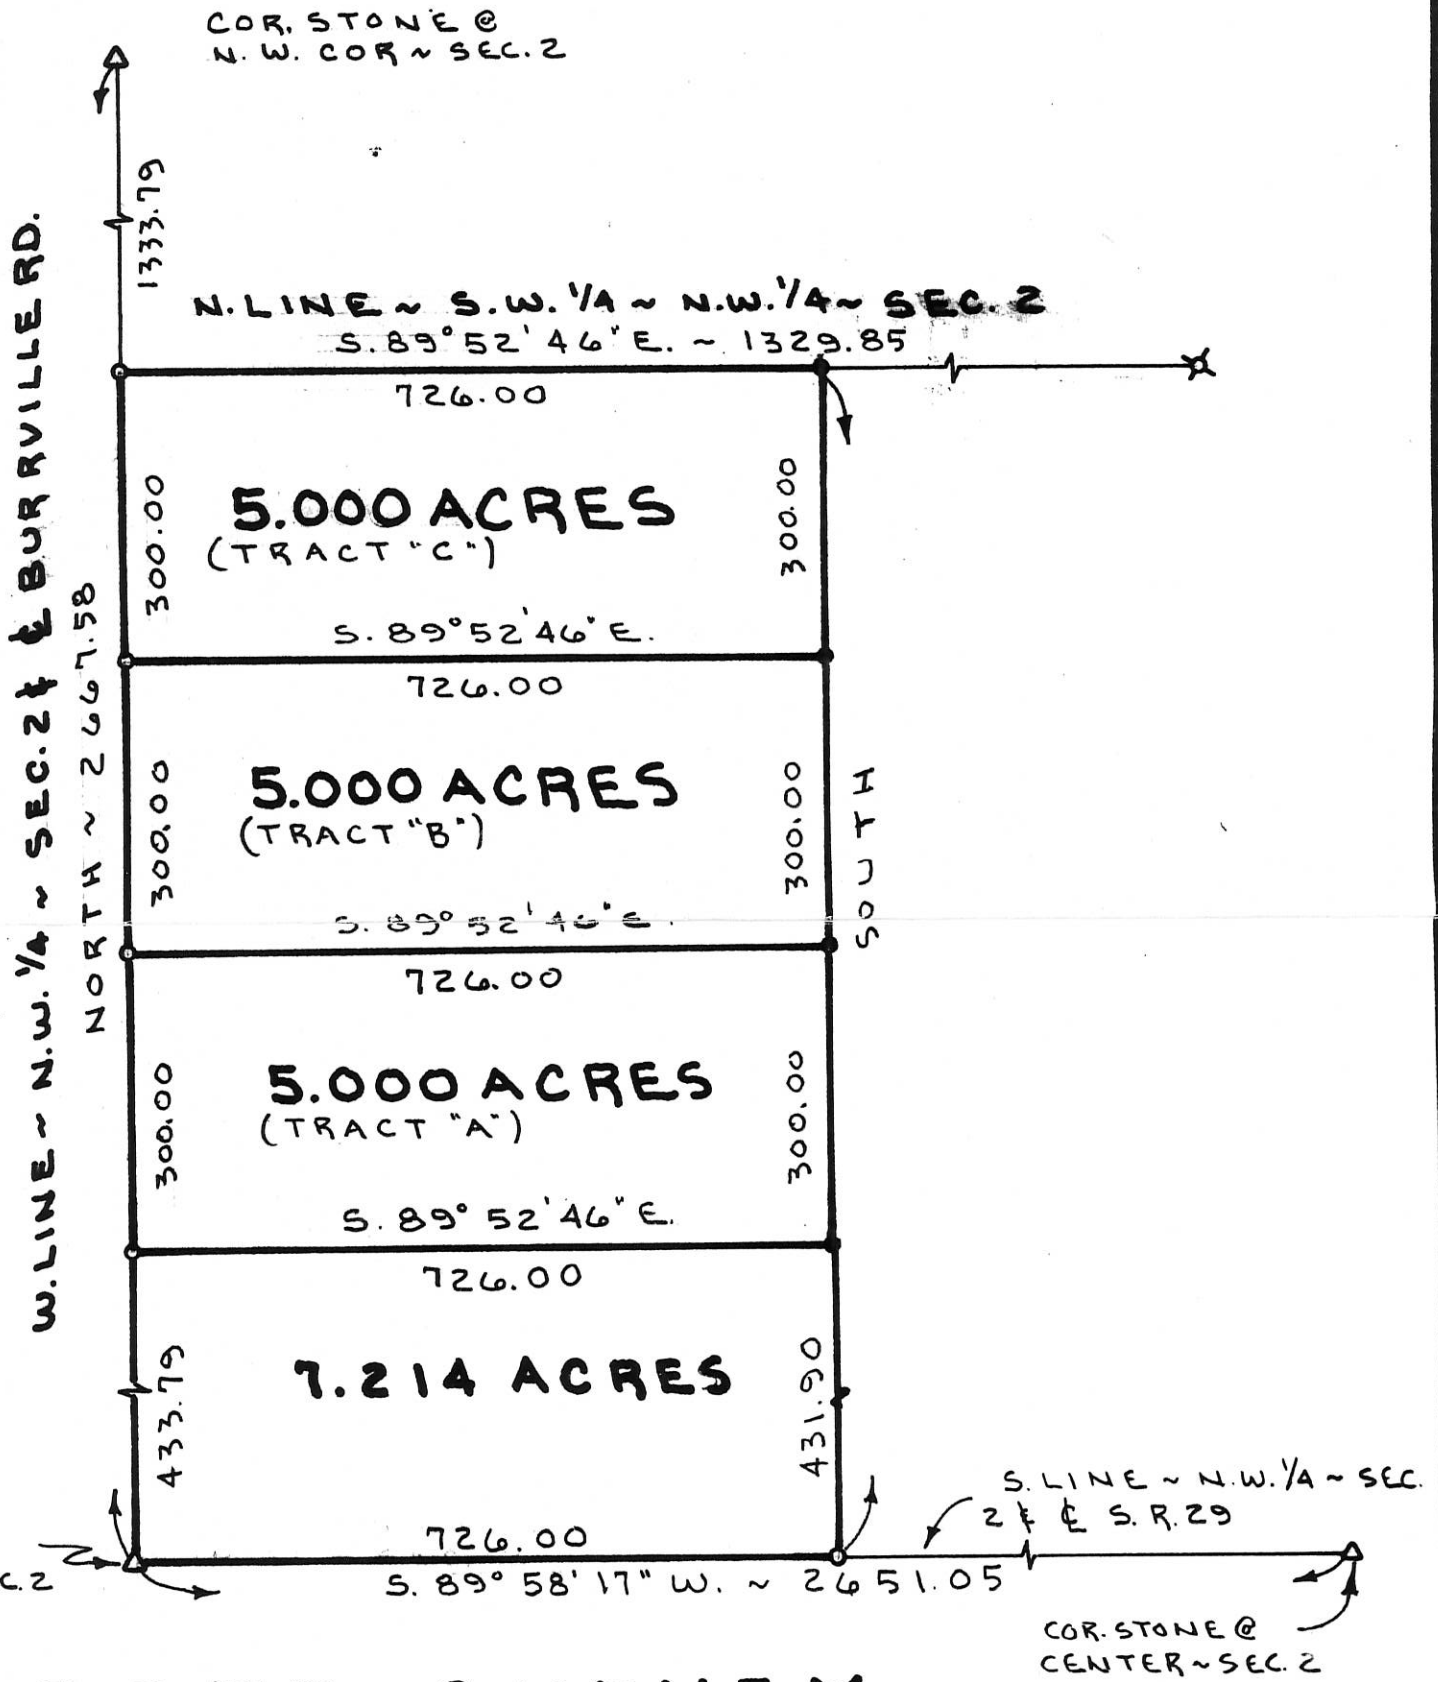 COR. STONE @
N.W. COR ~ SEC. 2
1333.79
W. LINE ~ N.W. 1/4 ~ SEC. 2 & ℄ BURRVILLE RD.
NORTH ~ 2667.58
N. LINE ~ S.W. 1/4 ~ N.W. 1/4 ~ SEC. 2
S. 89° 52' 46" E. ~ 1329.85
726.00
300.00
5.000 ACRES
(TRACT "C")
300.00
S. 89° 52' 46" E.
726.00
300.00
5.000 ACRES
(TRACT "B")
300.00
SOUTH
S. 89° 52' 46" E.
726.00
300.00
5.000 ACRES
(TRACT "A")
300.00
S. 89° 52' 46" E.
726.00
433.79
7.214 ACRES
431.90
S. LINE ~ N.W. 1/4 ~ SEC.
2 & ℄ S.R. 29
726.00
C. 2
S. 89° 58' 17" W. ~ 2651.05
COR. STONE @
CENTER ~ SEC. 2